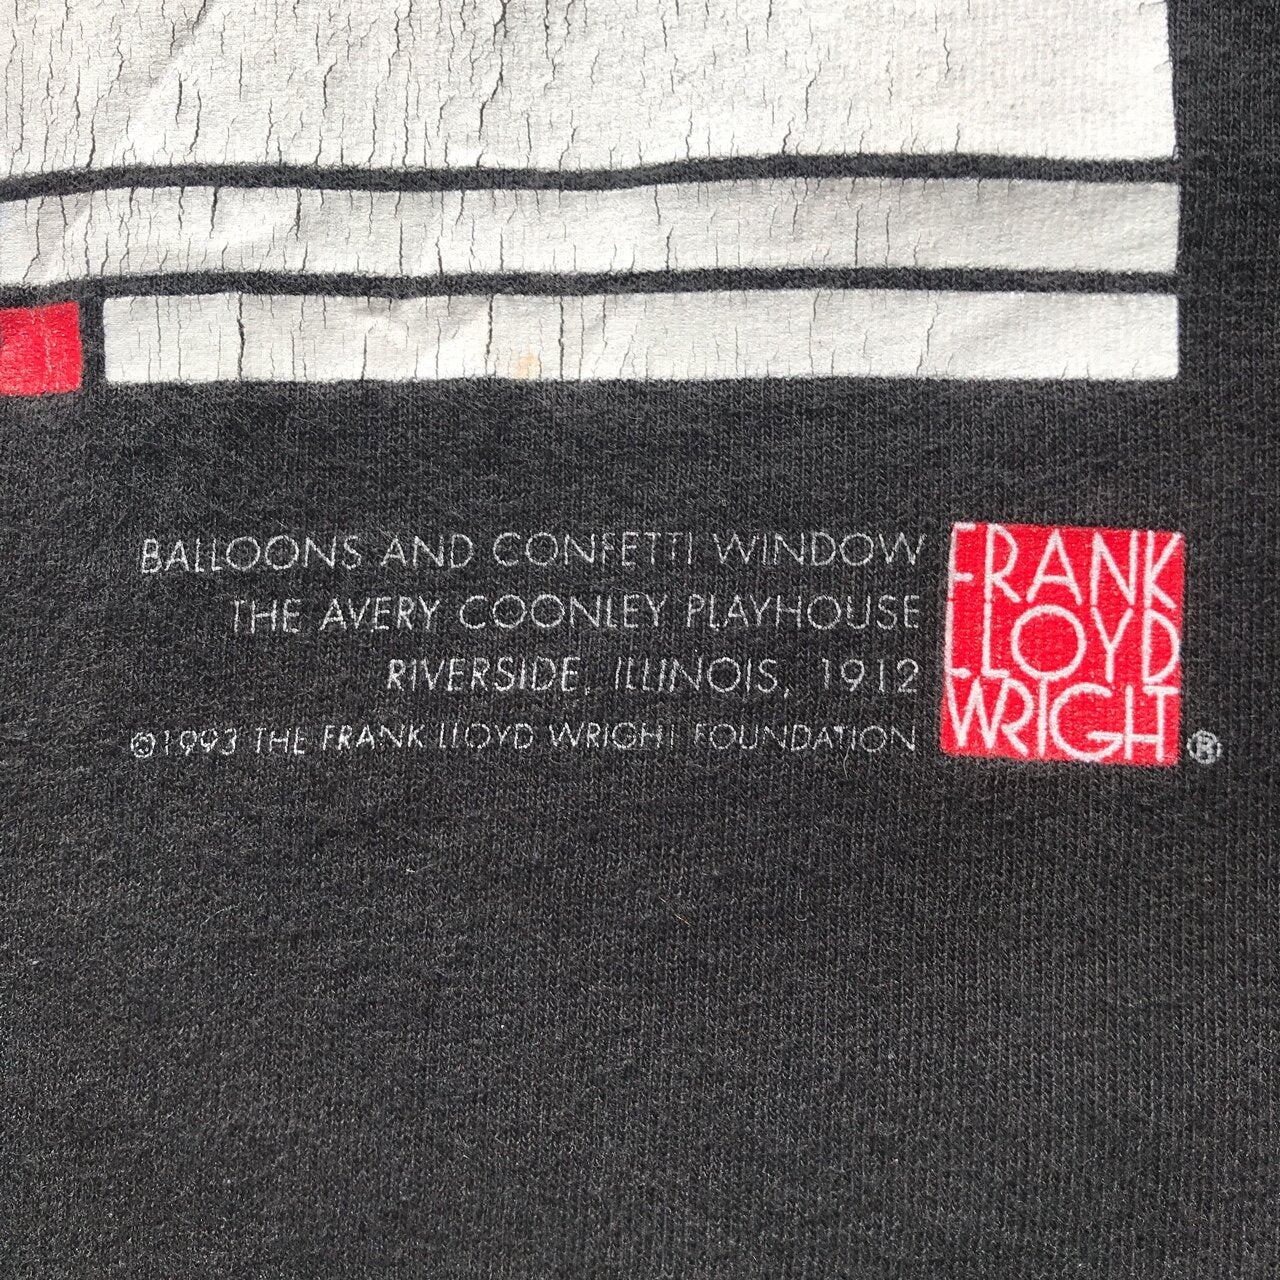 BALLOONS AND CONFETTI WINDOW
THE AVERY COONLEY PLAYHOUSE
RIVERSIDE, ILLINOIS, 1912
©1993 THE FRANK LLOYD WRIGHT FOUNDATION
FRANK
LLOYD
WRIGHT
®